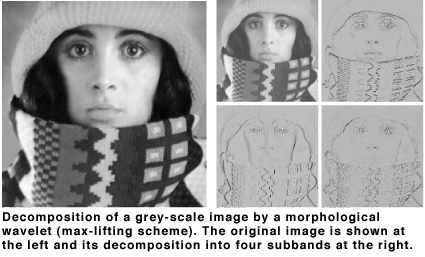 Decomposition of a grey-scale image by a morphological
wavelet (max-lifting scheme). The original image is shown at
the left and its decomposition into four subbands at the right.